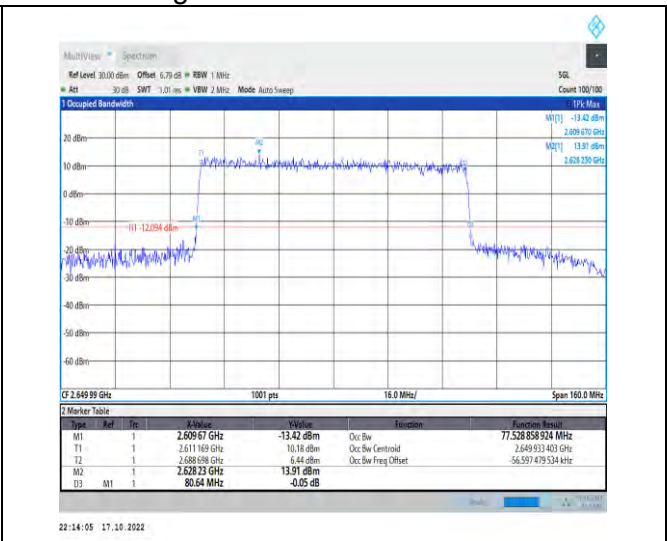 MultiView Spectrum
Ref Level 30.00 dBm Offset 6.79 dB RBW 1 MHz SGL
Att 30 dB SWT 1.01 ms VBW 2 MHz Mode Auto Sweep Count 100/100
1 Occupied Bandwidth 1Pk Max
M1[1] -13.42 dBm
2.609 670 GHz
M2[1] 13.91 dBm
2.628 230 GHz
20 dBm
M2
T1
10 dBm
0 dBm
M1
-10 dBm
H1 -12.094 dBm
-20 dBm
-30 dBm
-40 dBm
-50 dBm
-60 dBm
CF 2.649 99 GHz 1001 pts 16.0 MHz/ Span 160.0 MHz
2 Marker Table
Type Ref Trc X-Value Y-Value Function Function Result
M1 1 2.609 67 GHz -13.42 dBm Occ Bw 77.528 858 924 MHz
T1 1 2.611 169 GHz 10.18 dBm Occ Bw Centroid 2.649 933 403 GHz
T2 1 2.688 698 GHz 6.44 dBm Occ Bw Freq Offset -56.597 479 534 kHz
M2 1 2.628 23 GHz 13.91 dBm
D3 M1 1 80.64 MHz -0.05 dB
22:14:05 17.10.2022